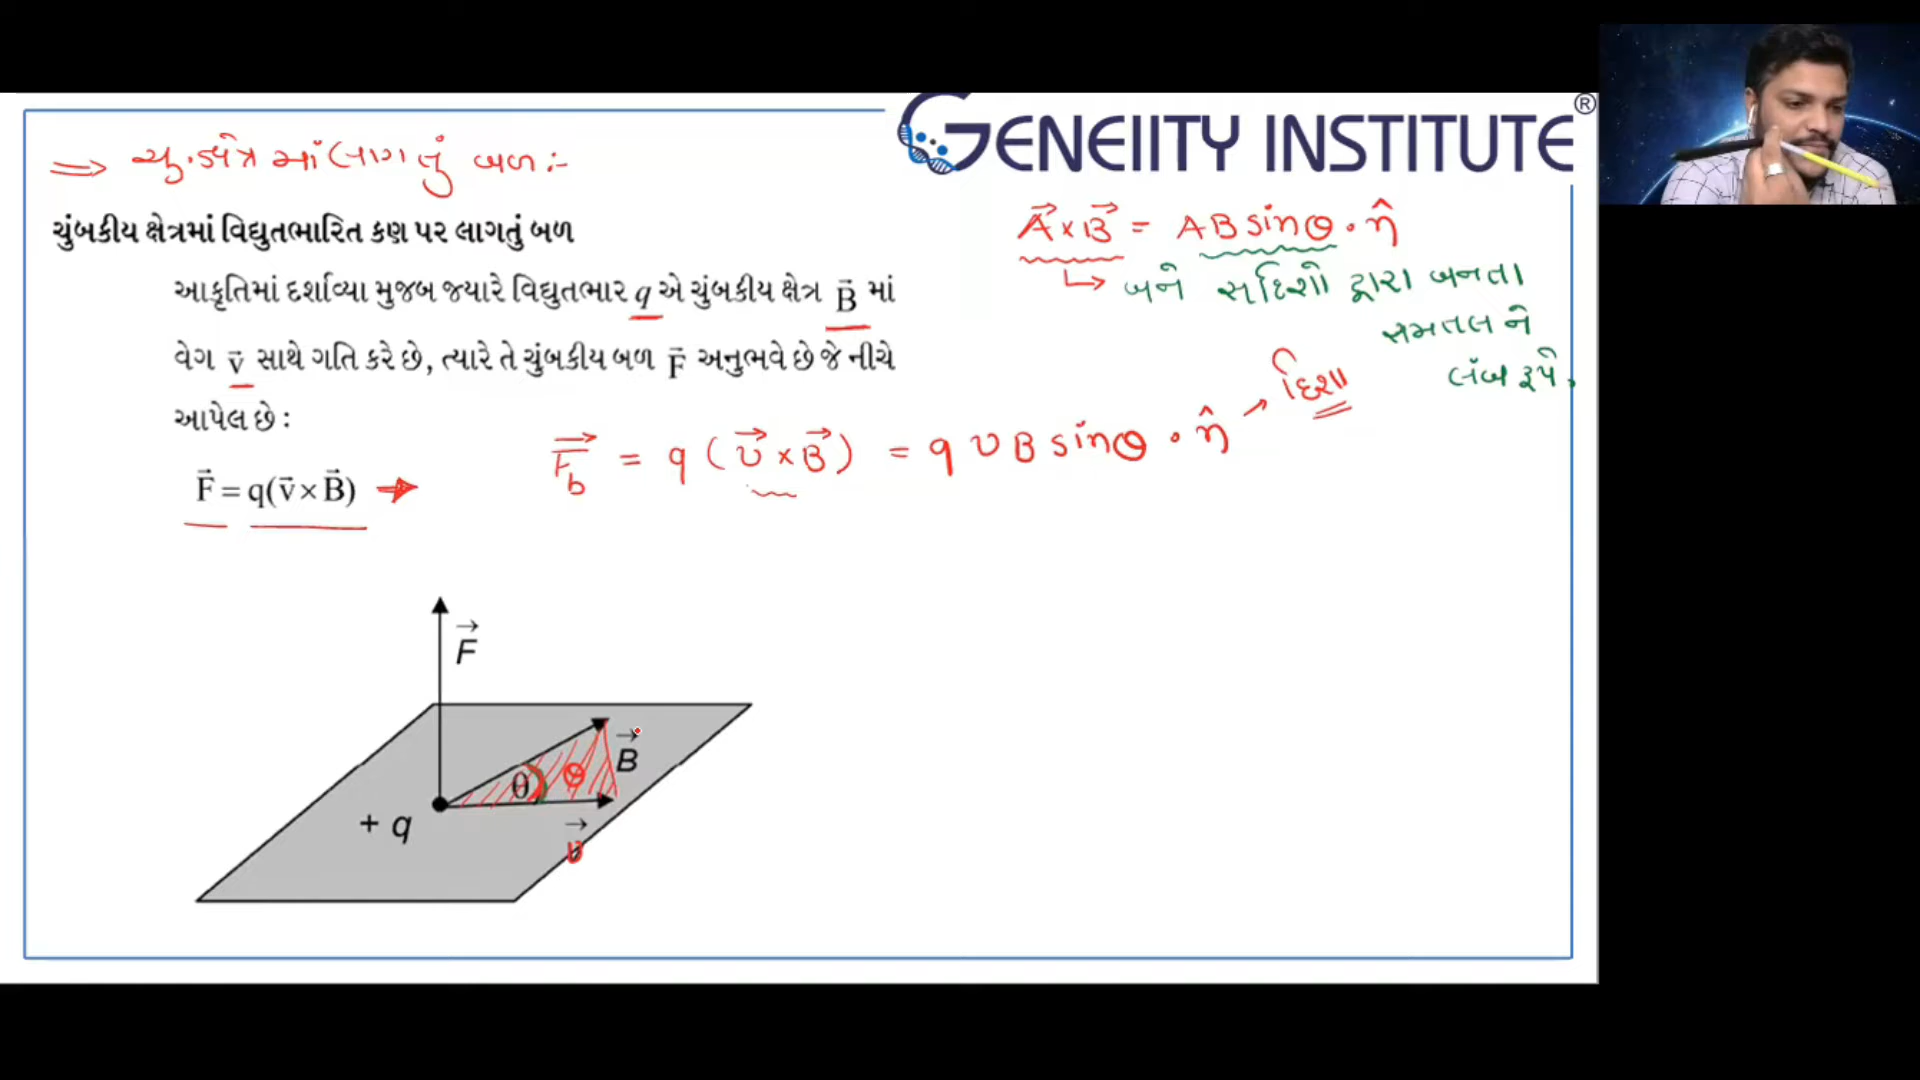 GENEIITY INSTITUTE®
⇒ ચુ.ક્ષેત્ર માં લાગતું બળ :-
ચુંબકીય ક્ષેત્રમાં વિદ્યુતભારિત કણ પર લાગતું બળ
આકૃતિમાં દર્શાવ્યા મુજબ જ્યારે વિદ્યુતભાર q એ ચુંબકીય ક્ષેત્ર B⃗ માં
વેગ v⃗ સાથે ગતિ કરે છે, ત્યારે તે ચુંબકીય બળ F⃗ અનુભવે છે જે નીચે
આપેલ છે :
F⃗ = q(v⃗ × B⃗)
A⃗ × B⃗ = AB sinθ · n̂
બંને સદિશો દ્વારા બનતા
સમતલ ને
લંબ રૂપે.
દિશા
F⃗b = q (v⃗ × B⃗) = q v B sinθ · n̂
F⃗
B⃗
θ θ
+ q
v⃗